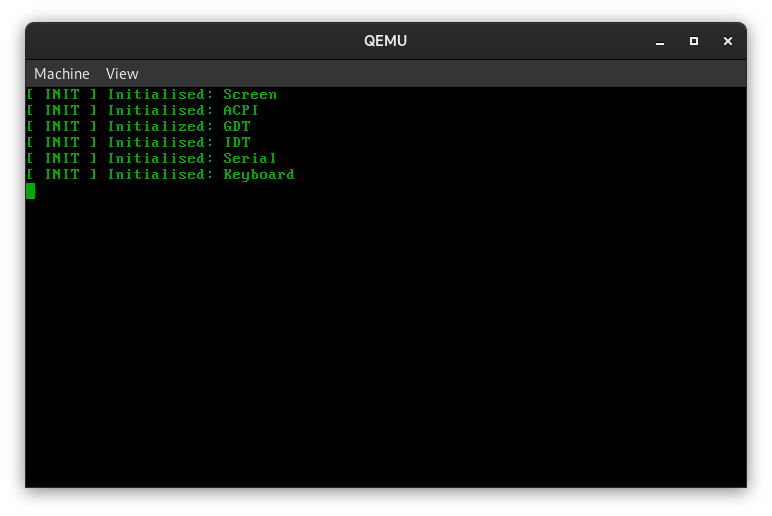 QEMU
Machine View
[ INIT ] Initialised: Screen
[ INIT ] Initialised: ACPI
[ INIT ] Initialized: GDT
[ INIT ] Initialised: IDT
[ INIT ] Initialised: Serial
[ INIT ] Initialised: Keyboard